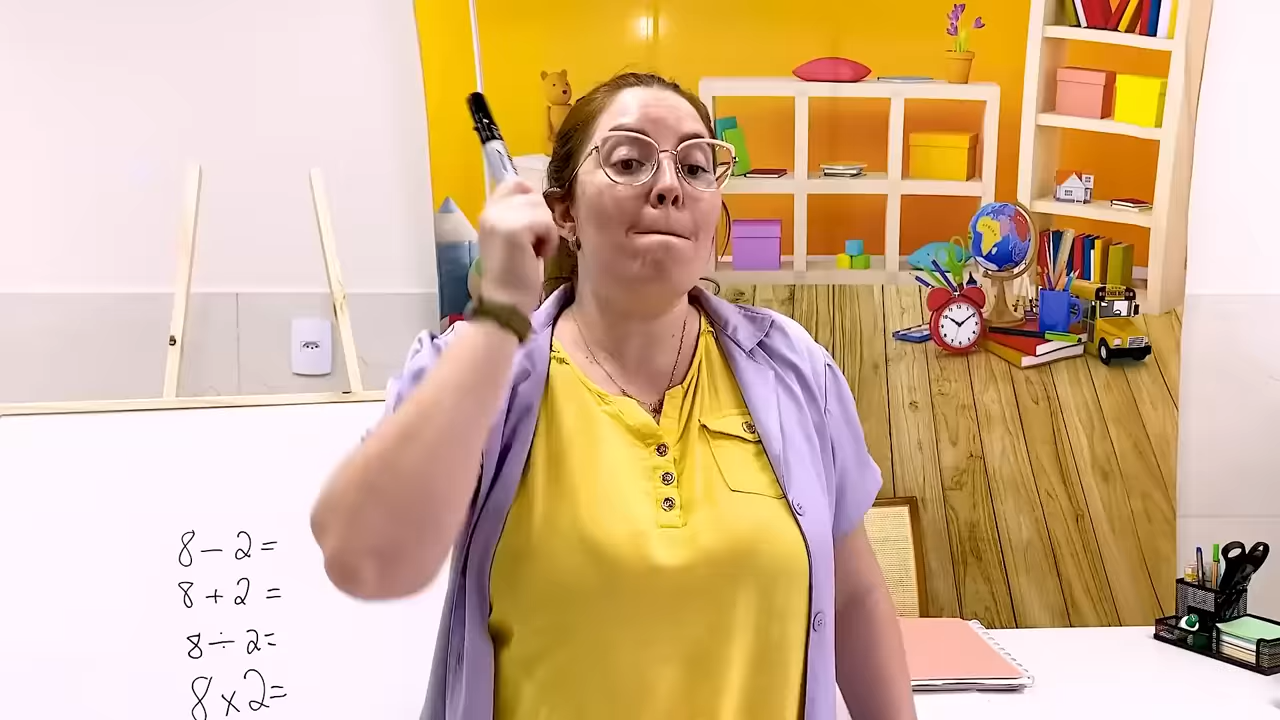 8 - 2 =
8 + 2 =
8 ÷ 2 =
8 x 2 =